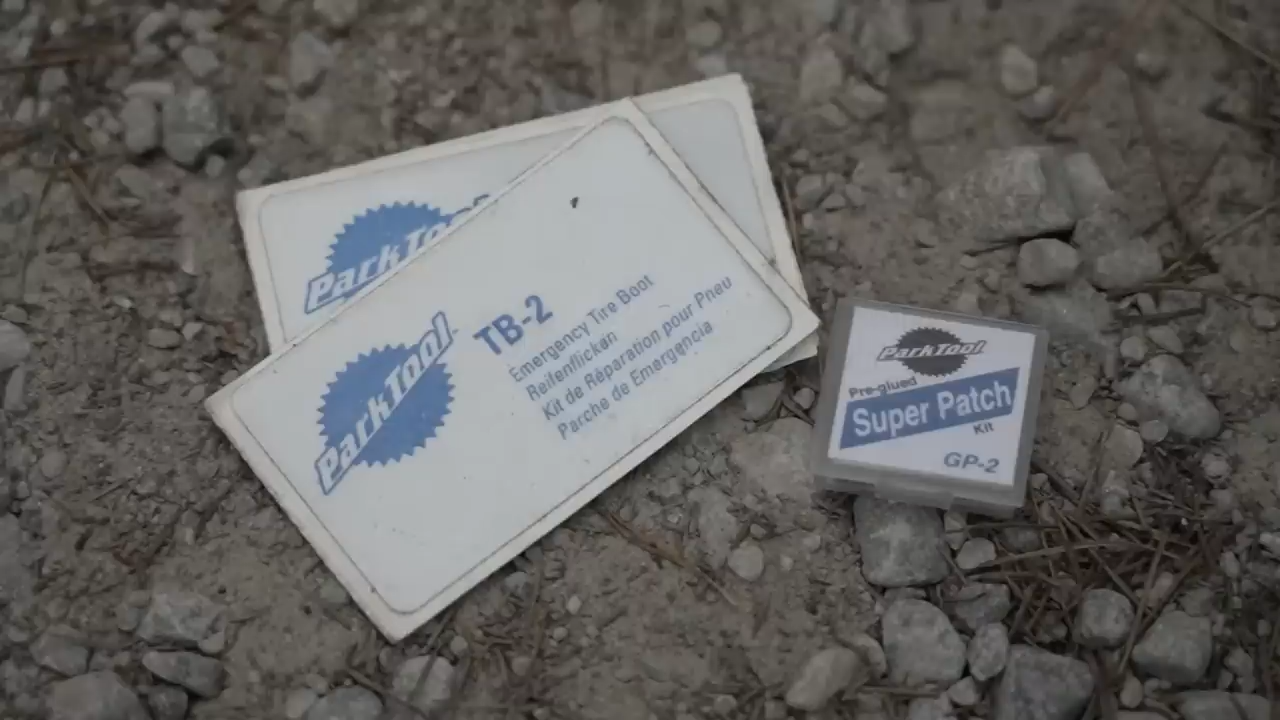 ParkTool
ParkTool
TB-2
Emergency Tire Boot
Reifenflicken
Kit de Réparation pour Pneu
Parche de Emergencia
ParkTool
Pre-glued
Super Patch
Kit
GP-2